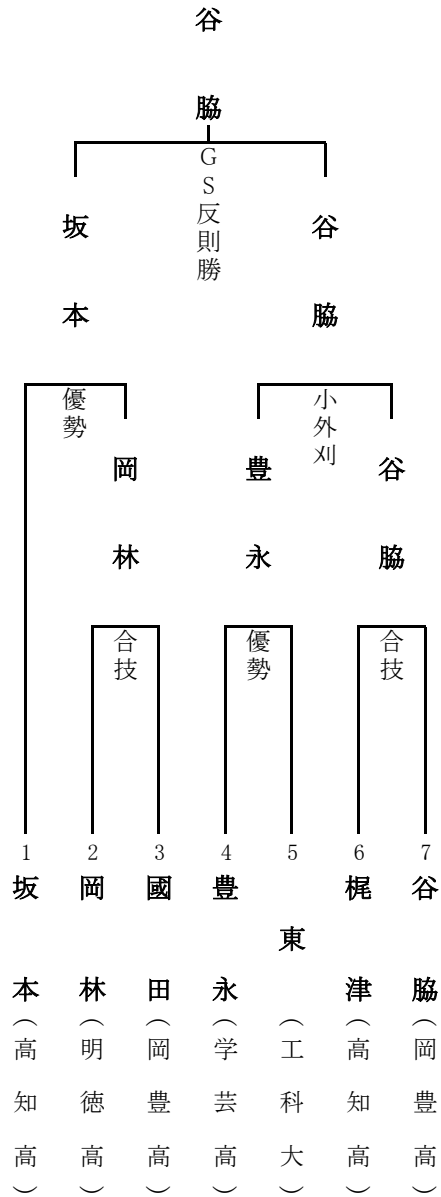 谷脇
GS反則勝
坂本
谷脇
優勢
小外刈
岡林
豊永
谷脇
合技
優勢
合技
1
2
3
4
5
6
7
坂本(高知高)
岡林(明徳高)
國田(岡豊高)
豊永(学芸高)
東(工科大)
梶津(高知高)
谷脇(岡豊高)